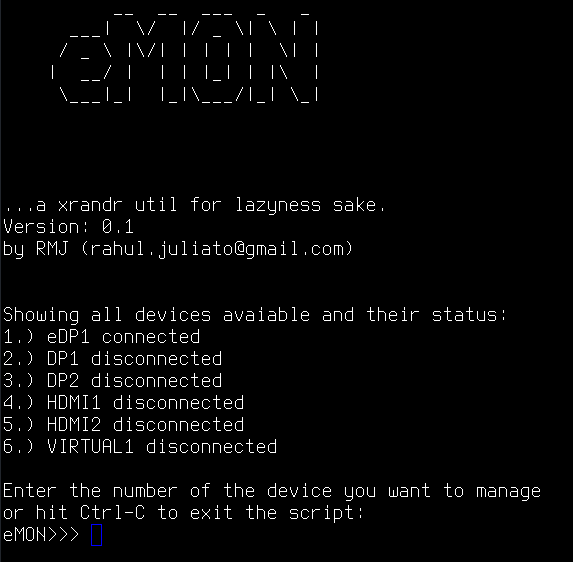 eMON
...a xrandr util for lazyness sake.
Version: 0.1
by RMJ (rahul.juliato@gmail.com)
Showing all devices avaiable and their status:
1.) eDP1 connected
2.) DP1 disconnected
3.) DP2 disconnected
4.) HDMI1 disconnected
5.) HDMI2 disconnected
6.) VIRTUAL1 disconnected
Enter the number of the device you want to manage
or hit Ctrl-C to exit the script:
eMON>>>